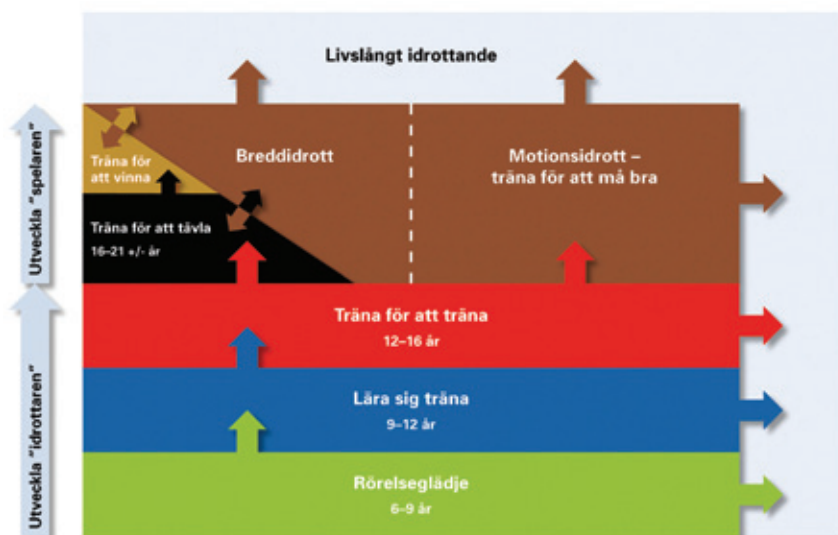 Livslångt idrottande
Breddidrott
Motionsidrott –
träna för att må bra
Träna för
att vinna
Träna för att tävla
16–21 +/- år
Träna för att träna
12–16 år
Lära sig träna
9–12 år
Rörelseglädje
6–9 år
Utveckla "spelaren"
Utveckla "idrottaren"